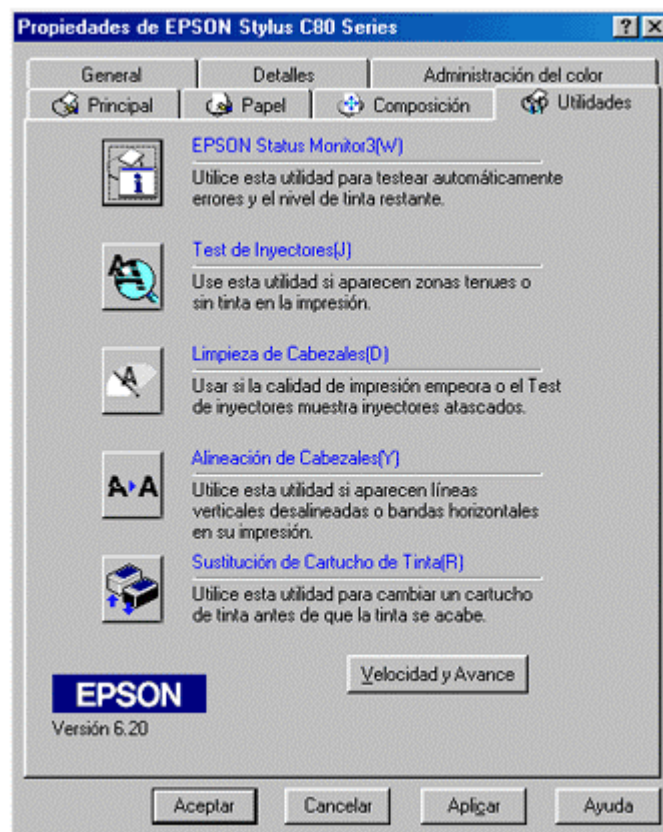 Propiedades de EPSON Stylus C80 Series
General
Detalles
Administración del color
Principal
Papel
Composición
Utilidades
EPSON Status Monitor3(W)
Utilice esta utilidad para testear automáticamente
errores y el nivel de tinta restante.
Test de Inyectores(J)
Use esta utilidad si aparecen zonas tenues o
sin tinta en la impresión.
Limpieza de Cabezales(D)
Usar si la calidad de impresión empeora o el Test
de inyectores muestra inyectores atascados.
Alineación de Cabezales(Y)
Utilice esta utilidad si aparecen líneas
verticales desalineadas o bandas horizontales
en su impresión.
Sustitución de Cartucho de Tinta(R)
Utilice esta utilidad para cambiar un cartucho
de tinta antes de que la tinta se acabe.
Velocidad y Avance
EPSON
Versión 6.20
Aceptar
Cancelar
Aplicar
Ayuda